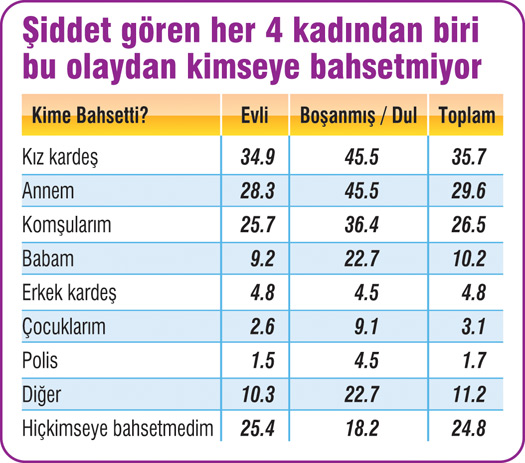 Şiddet gören her 4 kadından biri
bu olaydan kimseye bahsetmiyor
Kime Bahsetti? Evli Boşanmış / Dul Toplam
Kız kardeş 34.9 45.5 35.7
Annem 28.3 45.5 29.6
Komşularım 25.7 36.4 26.5
Babam 9.2 22.7 10.2
Erkek kardeş 4.8 4.5 4.8
Çocuklarım 2.6 9.1 3.1
Polis 1.5 4.5 1.7
Diğer 10.3 22.7 11.2
Hiçkimseye bahsetmedim 25.4 18.2 24.8